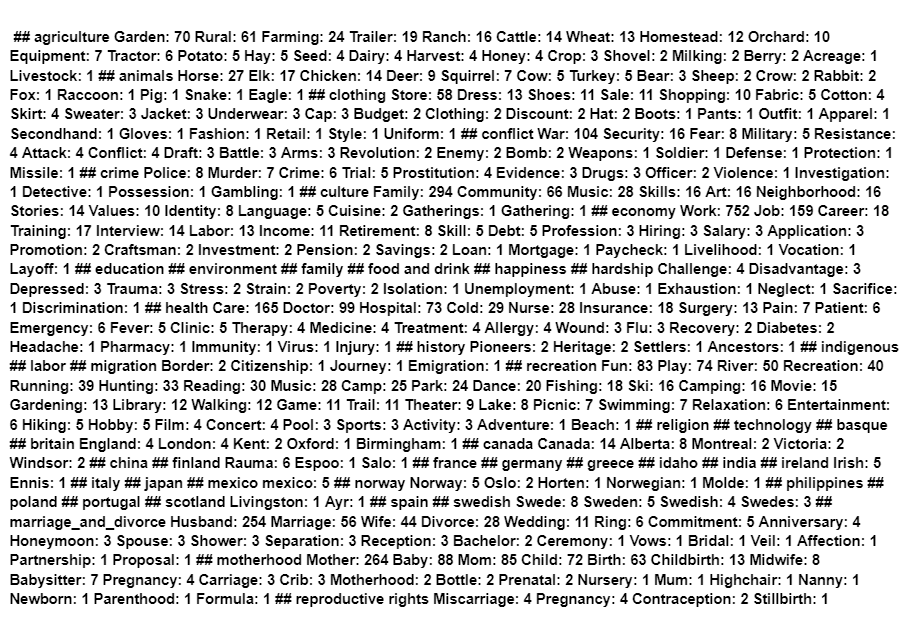 ## agriculture Garden: 70 Rural: 61 Farming: 24 Trailer: 19 Ranch: 16 Cattle: 14 Wheat: 13 Homestead: 12 Orchard: 10
Equipment: 7 Tractor: 6 Potato: 5 Hay: 5 Seed: 4 Dairy: 4 Harvest: 4 Honey: 4 Crop: 3 Shovel: 2 Milking: 2 Berry: 2 Acreage: 1
Livestock: 1 ## animals Horse: 27 Elk: 17 Chicken: 14 Deer: 9 Squirrel: 7 Cow: 5 Turkey: 5 Bear: 3 Sheep: 2 Crow: 2 Rabbit: 2
Fox: 1 Raccoon: 1 Pig: 1 Snake: 1 Eagle: 1 ## clothing Store: 58 Dress: 13 Shoes: 11 Sale: 11 Shopping: 10 Fabric: 5 Cotton: 4
Skirt: 4 Sweater: 3 Jacket: 3 Underwear: 3 Cap: 3 Budget: 2 Clothing: 2 Discount: 2 Hat: 2 Boots: 1 Pants: 1 Outfit: 1 Apparel: 1
Secondhand: 1 Gloves: 1 Fashion: 1 Retail: 1 Style: 1 Uniform: 1 ## conflict War: 104 Security: 16 Fear: 8 Military: 5 Resistance:
4 Attack: 4 Conflict: 4 Draft: 3 Battle: 3 Arms: 3 Revolution: 2 Enemy: 2 Bomb: 2 Weapons: 1 Soldier: 1 Defense: 1 Protection: 1
Missile: 1 ## crime Police: 8 Murder: 7 Crime: 6 Trial: 5 Prostitution: 4 Evidence: 3 Drugs: 3 Officer: 2 Violence: 1 Investigation:
1 Detective: 1 Possession: 1 Gambling: 1 ## culture Family: 294 Community: 66 Music: 28 Skills: 16 Art: 16 Neighborhood: 16
Stories: 14 Values: 10 Identity: 8 Language: 5 Cuisine: 2 Gatherings: 1 Gathering: 1 ## economy Work: 752 Job: 159 Career: 18
Training: 17 Interview: 14 Labor: 13 Income: 11 Retirement: 8 Skill: 5 Debt: 5 Profession: 3 Hiring: 3 Salary: 3 Application: 3
Promotion: 2 Craftsman: 2 Investment: 2 Pension: 2 Savings: 2 Loan: 1 Mortgage: 1 Paycheck: 1 Livelihood: 1 Vocation: 1
Layoff: 1 ## education ## environment ## family ## food and drink ## happiness ## hardship Challenge: 4 Disadvantage: 3
Depressed: 3 Trauma: 3 Stress: 2 Strain: 2 Poverty: 2 Isolation: 1 Unemployment: 1 Abuse: 1 Exhaustion: 1 Neglect: 1 Sacrifice:
1 Discrimination: 1 ## health Care: 165 Doctor: 99 Hospital: 73 Cold: 29 Nurse: 28 Insurance: 18 Surgery: 13 Pain: 7 Patient: 6
Emergency: 6 Fever: 5 Clinic: 5 Therapy: 4 Medicine: 4 Treatment: 4 Allergy: 4 Wound: 3 Flu: 3 Recovery: 2 Diabetes: 2
Headache: 1 Pharmacy: 1 Immunity: 1 Virus: 1 Injury: 1 ## history Pioneers: 2 Heritage: 2 Settlers: 1 Ancestors: 1 ## indigenous
## labor ## migration Border: 2 Citizenship: 1 Journey: 1 Emigration: 1 ## recreation Fun: 83 Play: 74 River: 50 Recreation: 40
Running: 39 Hunting: 33 Reading: 30 Music: 28 Camp: 25 Park: 24 Dance: 20 Fishing: 18 Ski: 16 Camping: 16 Movie: 15
Gardening: 13 Library: 12 Walking: 12 Game: 11 Trail: 11 Theater: 9 Lake: 8 Picnic: 7 Swimming: 7 Relaxation: 6 Entertainment:
6 Hiking: 5 Hobby: 5 Film: 4 Concert: 4 Pool: 3 Sports: 3 Activity: 3 Adventure: 1 Beach: 1 ## religion ## technology ## basque
## britain England: 4 London: 4 Kent: 2 Oxford: 1 Birmingham: 1 ## canada Canada: 14 Alberta: 8 Montreal: 2 Victoria: 2
Windsor: 2 ## china ## finland Rauma: 6 Espoo: 1 Salo: 1 ## france ## germany ## greece ## idaho ## india ## ireland Irish: 5
Ennis: 1 ## italy ## japan ## mexico mexico: 5 ## norway Norway: 5 Oslo: 2 Horten: 1 Norwegian: 1 Molde: 1 ## philippines ##
poland ## portugal ## scotland Livingston: 1 Ayr: 1 ## spain ## swedish Swede: 8 Sweden: 5 Swedish: 4 Swedes: 3 ##
marriage_and_divorce Husband: 254 Marriage: 56 Wife: 44 Divorce: 28 Wedding: 11 Ring: 6 Commitment: 5 Anniversary: 4
Honeymoon: 3 Spouse: 3 Shower: 3 Separation: 3 Reception: 3 Bachelor: 2 Ceremony: 1 Vows: 1 Bridal: 1 Veil: 1 Affection: 1
Partnership: 1 Proposal: 1 ## motherhood Mother: 264 Baby: 88 Mom: 85 Child: 72 Birth: 63 Childbirth: 13 Midwife: 8
Babysitter: 7 Pregnancy: 4 Carriage: 3 Crib: 3 Motherhood: 2 Bottle: 2 Prenatal: 2 Nursery: 1 Mum: 1 Highchair: 1 Nanny: 1
Newborn: 1 Parenthood: 1 Formula: 1 ## reproductive rights Miscarriage: 4 Pregnancy: 4 Contraception: 2 Stillbirth: 1